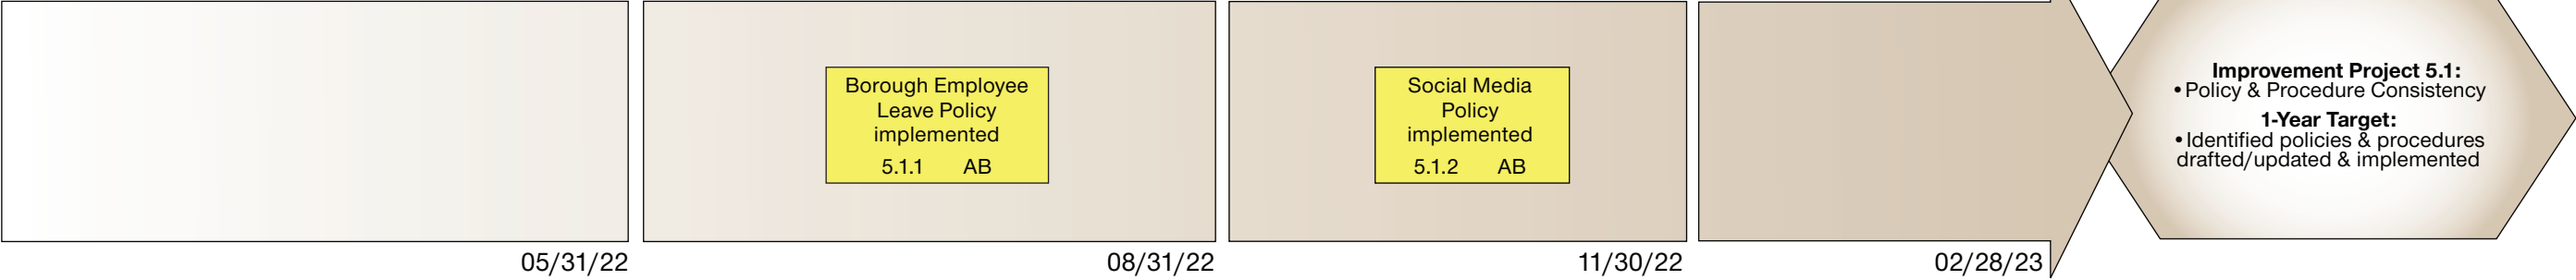 Borough Employee
Leave Policy
implemented
5.1.1 AB
Social Media
Policy
implemented
5.1.2 AB
Improvement Project 5.1:
• Policy & Procedure Consistency
1-Year Target:
• Identified policies & procedures
drafted/updated & implemented
05/31/22
08/31/22
11/30/22
02/28/23